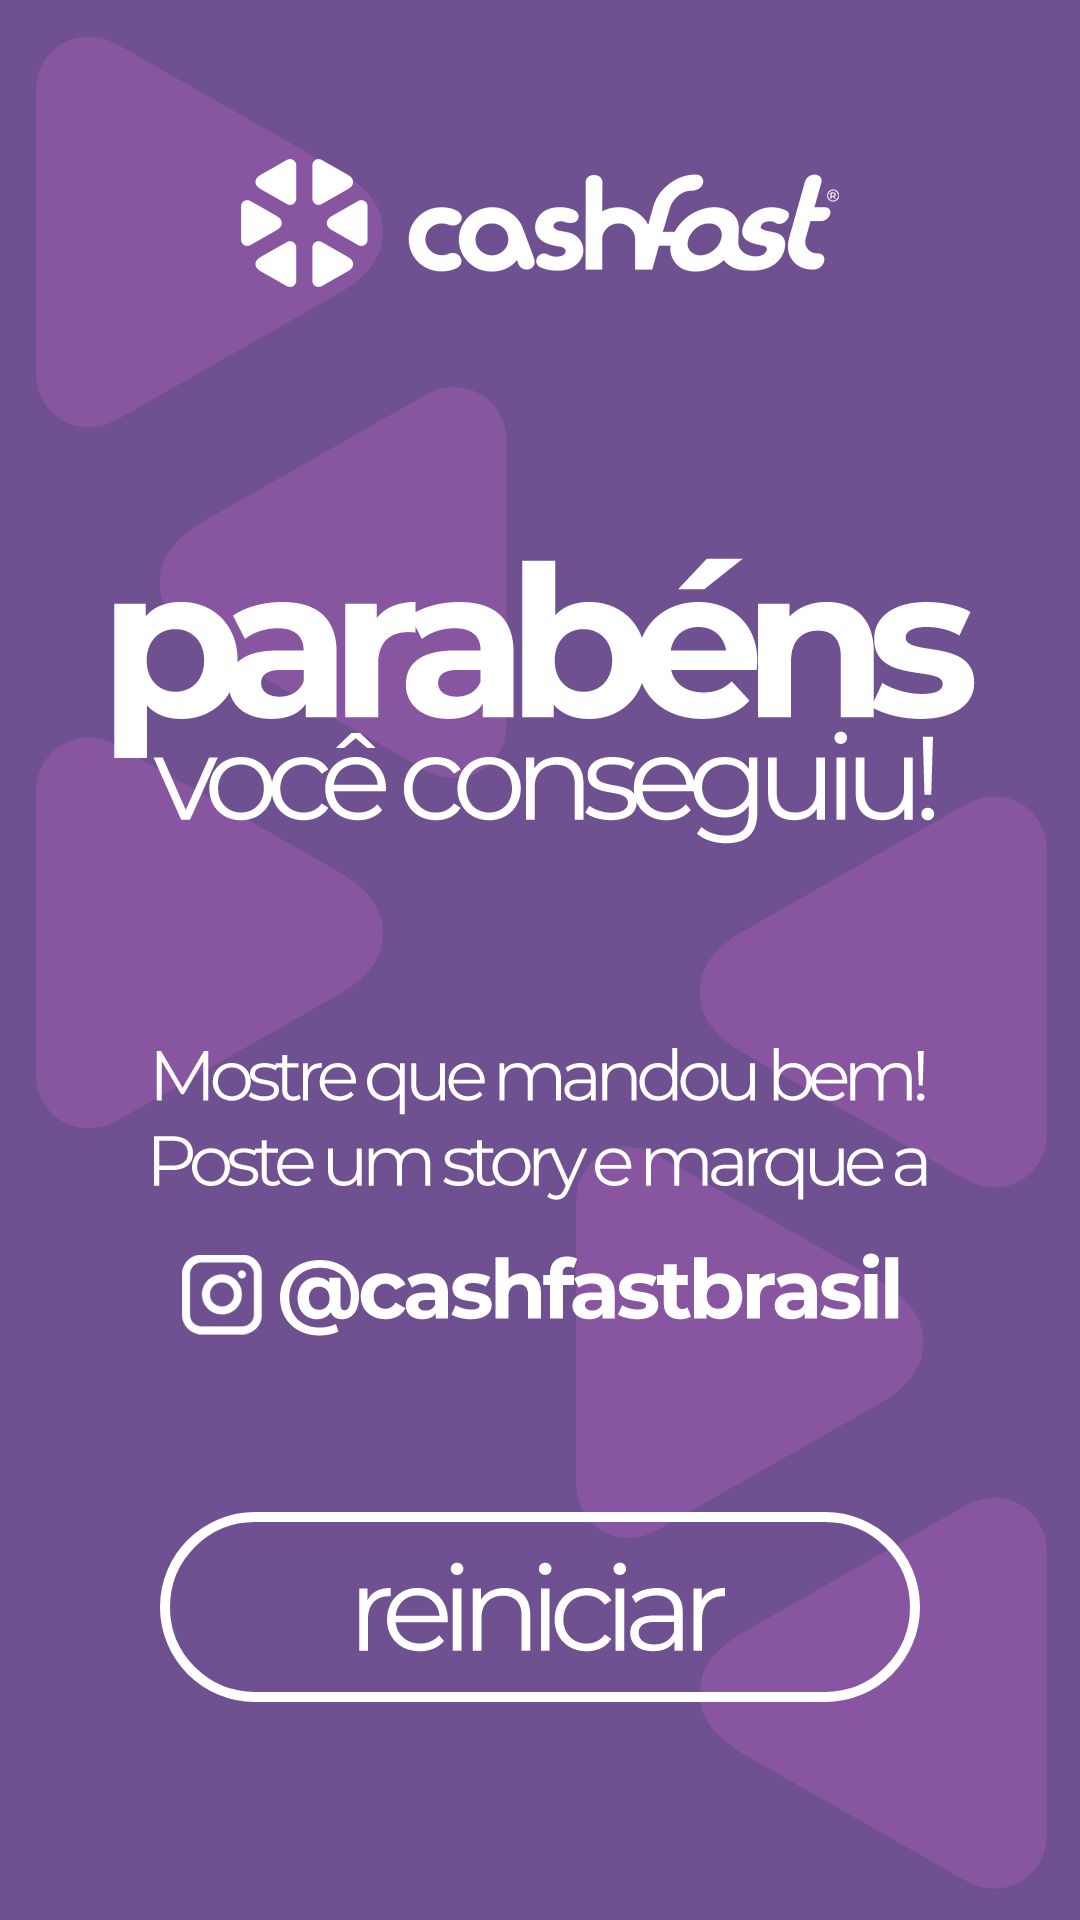 cashfast®
parabéns
você conseguiu!
Mostre que mandou bem!
Poste um story e marque a
@cashfastbrasil
reiniciar